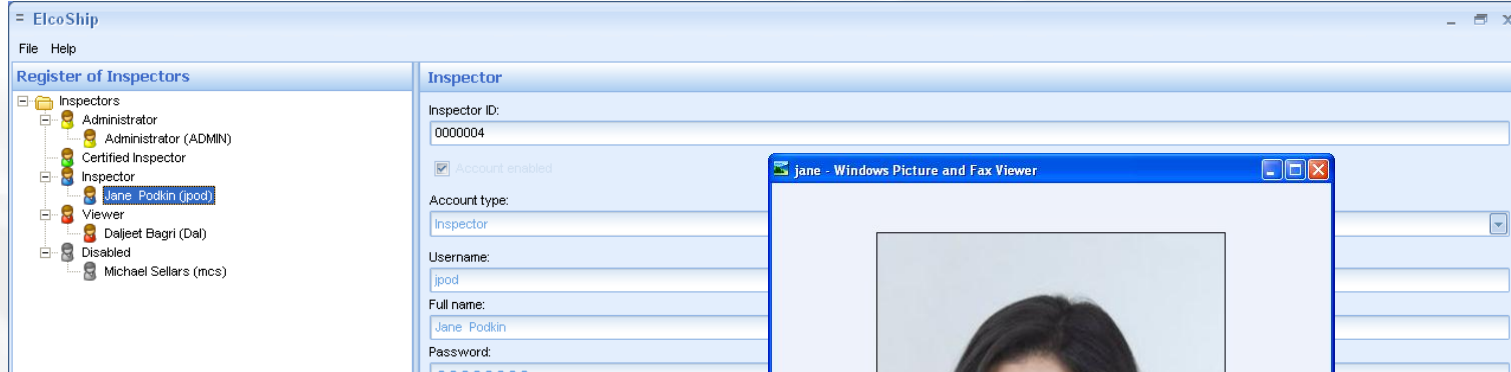 ElcoShip
File Help
Register of Inspectors
Inspectors
Administrator
Administrator (ADMIN)
Certified Inspector
Inspector
Jane Podkin (jpod)
Viewer
Daljeet Bagri (Dal)
Disabled
Michael Sellars (mcs)
Inspector
Inspector ID:
0000004
Account enabled
Account type:
Inspector
Username:
jpod
Full name:
Jane Podkin
Password:
jane - Windows Picture and Fax Viewer